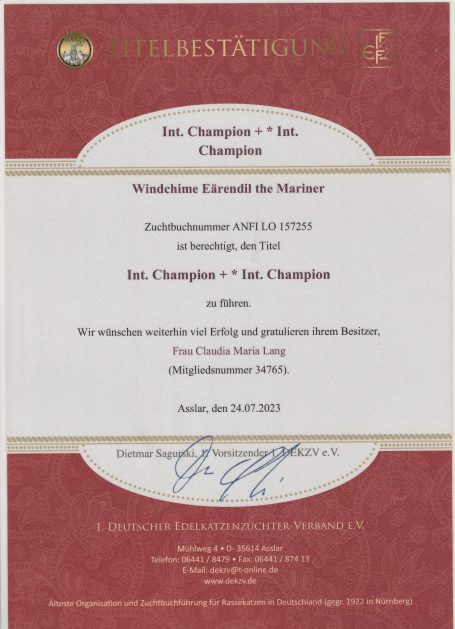 TITELBESTÄTIGUNG
FIFe
Int. Champion + * Int.
Champion
Windchime Eärendil the Mariner
Zuchtbuchnummer ANFI LO 157255
ist berechtigt, den Titel
Int. Champion + * Int. Champion
zu führen.
Wir wünschen weiterhin viel Erfolg und gratulieren ihrem Besitzer,
Frau Claudia Maria Lang
(Mitgliedsnummer 34765).
Asslar, den 24.07.2023
Dietmar Sagurski, 1. Vorsitzender 1. DEKZV e.V.
1. DEUTSCHER EDELKATZENZÜCHTER-VERBAND E.V.
Mühlweg 4 • D- 35614 Asslar
Telefon: 06441 / 8479 • Fax: 06441 / 874 13
E-Mail: dekzv@t-online.de
www.dekzv.de
Älteste Organisation und Zuchtbuchführung für Rassekatzen in Deutschland (gegr. 1922 in Nürnberg)